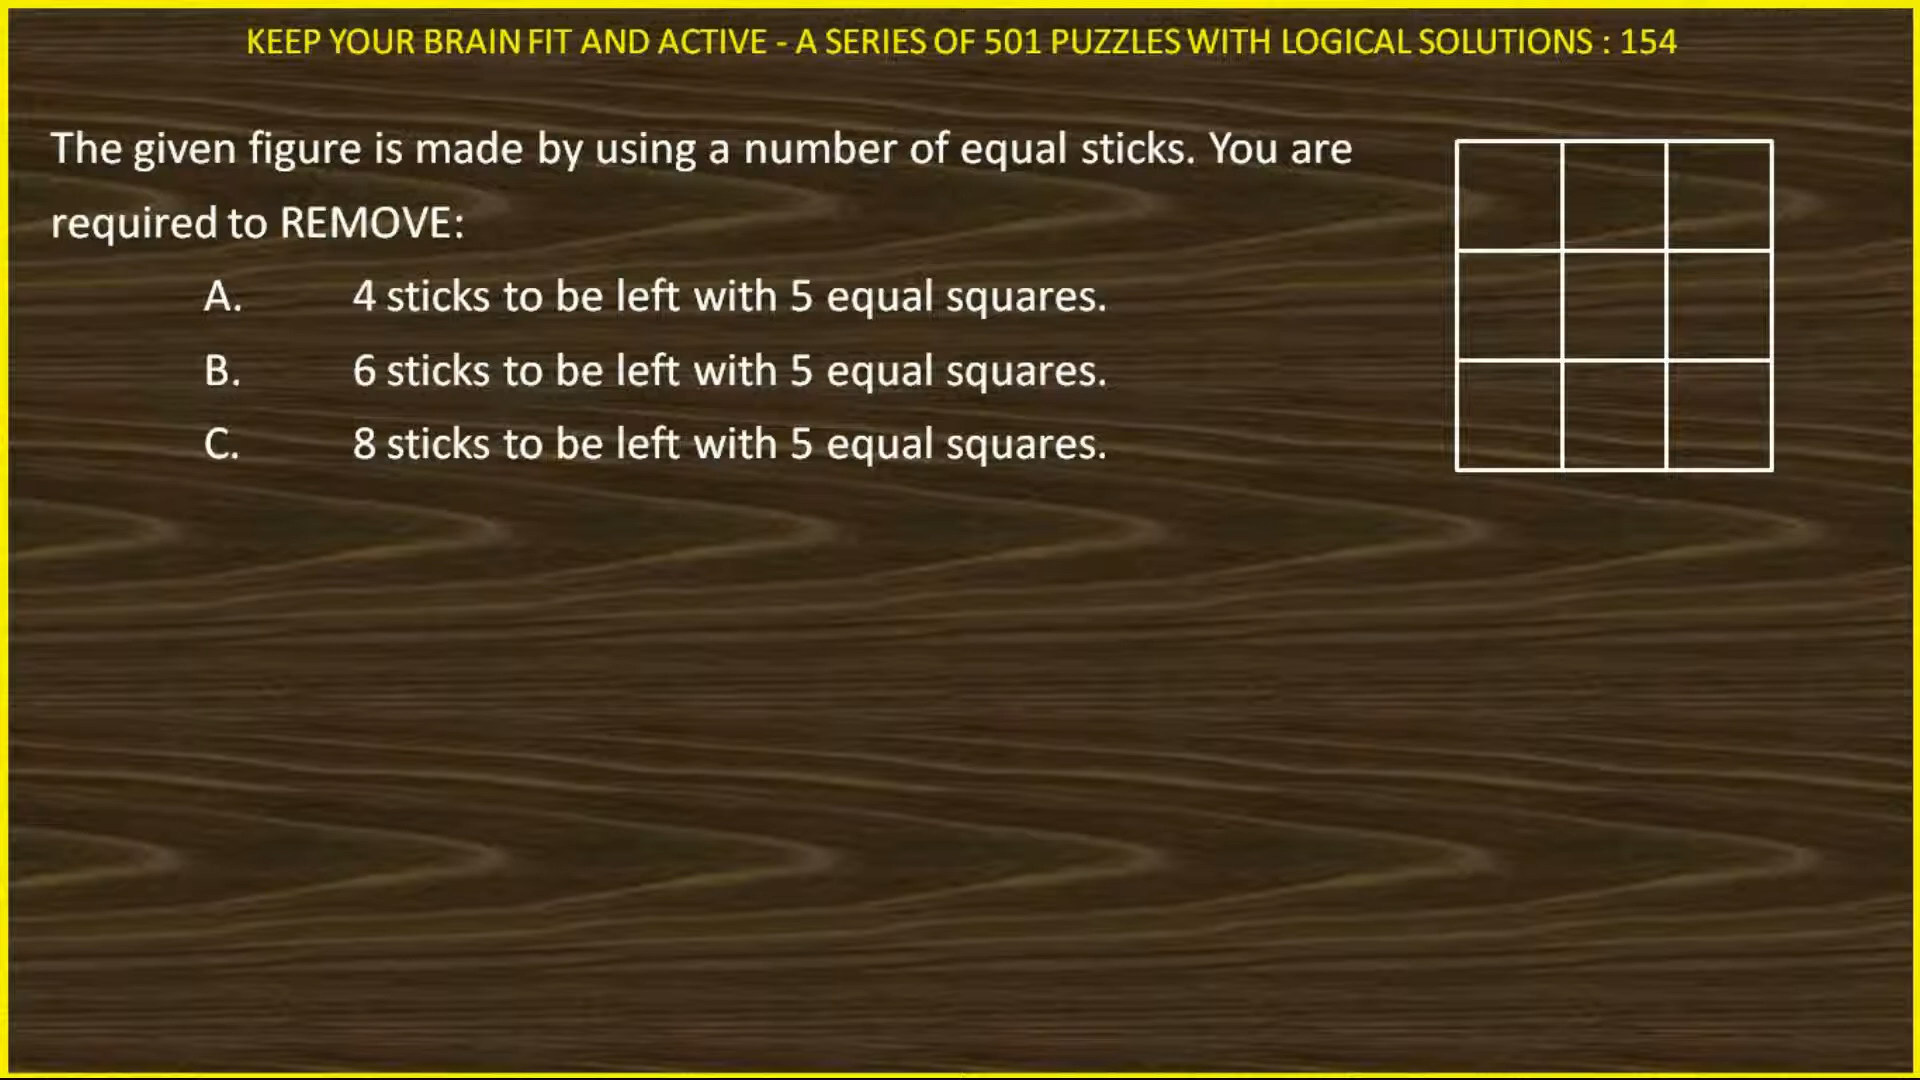 KEEP YOUR BRAIN FIT AND ACTIVE - A SERIES OF 501 PUZZLES WITH LOGICAL SOLUTIONS : 154
The given figure is made by using a number of equal sticks. You are
required to REMOVE:
A. 4 sticks to be left with 5 equal squares.
B. 6 sticks to be left with 5 equal squares.
C. 8 sticks to be left with 5 equal squares.